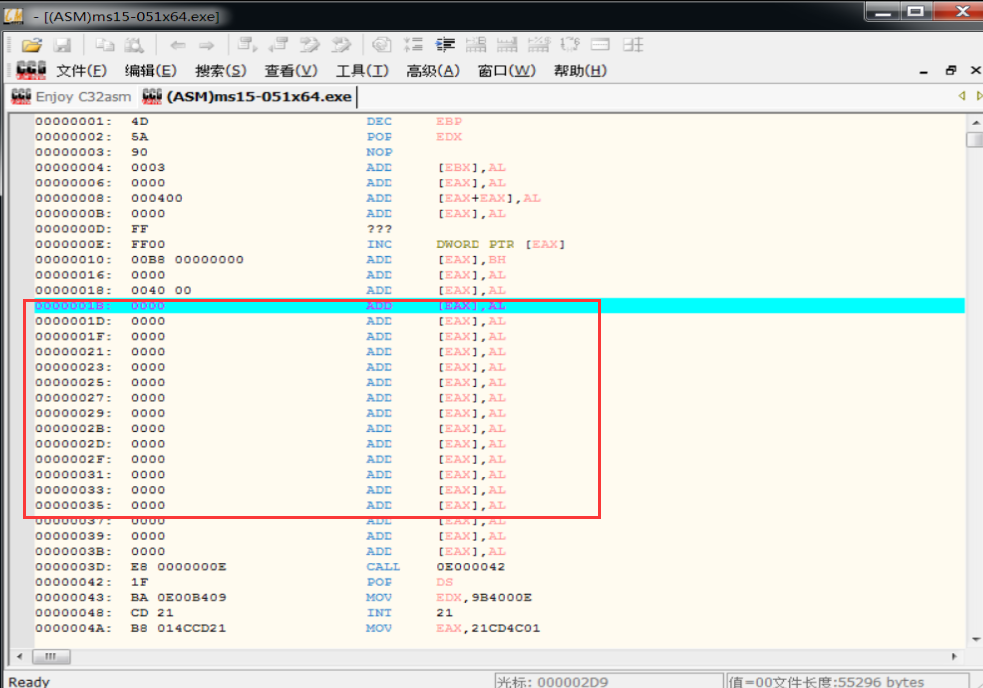 - [(ASM)ms15-051x64.exe]
文件(F) 编辑(E) 搜索(S) 查看(V) 工具(T) 高级(A) 窗口(W) 帮助(H)
Enjoy C32asm (ASM)ms15-051x64.exe
00000001: 4D DEC EBP
00000002: 5A POP EDX
00000003: 90 NOP
00000004: 0003 ADD [EBX],AL
00000006: 0000 ADD [EAX],AL
00000008: 000400 ADD [EAX+EAX],AL
0000000B: 0000 ADD [EAX],AL
0000000D: FF ???
0000000E: FF00 INC DWORD PTR [EAX]
00000010: 00B8 00000000 ADD [EAX],BH
00000016: 0000 ADD [EAX],AL
00000018: 0040 00 ADD [EAX],AL
0000001B: 0000 ADD [EAX],AL
0000001D: 0000 ADD [EAX],AL
0000001F: 0000 ADD [EAX],AL
00000021: 0000 ADD [EAX],AL
00000023: 0000 ADD [EAX],AL
00000025: 0000 ADD [EAX],AL
00000027: 0000 ADD [EAX],AL
00000029: 0000 ADD [EAX],AL
0000002B: 0000 ADD [EAX],AL
0000002D: 0000 ADD [EAX],AL
0000002F: 0000 ADD [EAX],AL
00000031: 0000 ADD [EAX],AL
00000033: 0000 ADD [EAX],AL
00000035: 0000 ADD [EAX],AL
00000037: 0000 ADD [EAX],AL
00000039: 0000 ADD [EAX],AL
0000003B: 0000 ADD [EAX],AL
0000003D: E8 0000000E CALL 0E000042
00000042: 1F POP DS
00000043: BA 0E00B409 MOV EDX,9B4000E
00000048: CD 21 INT 21
0000004A: B8 014CCD21 MOV EAX,21CD4C01
Ready 光标: 000002D9 值=00文件长度:55296 bytes